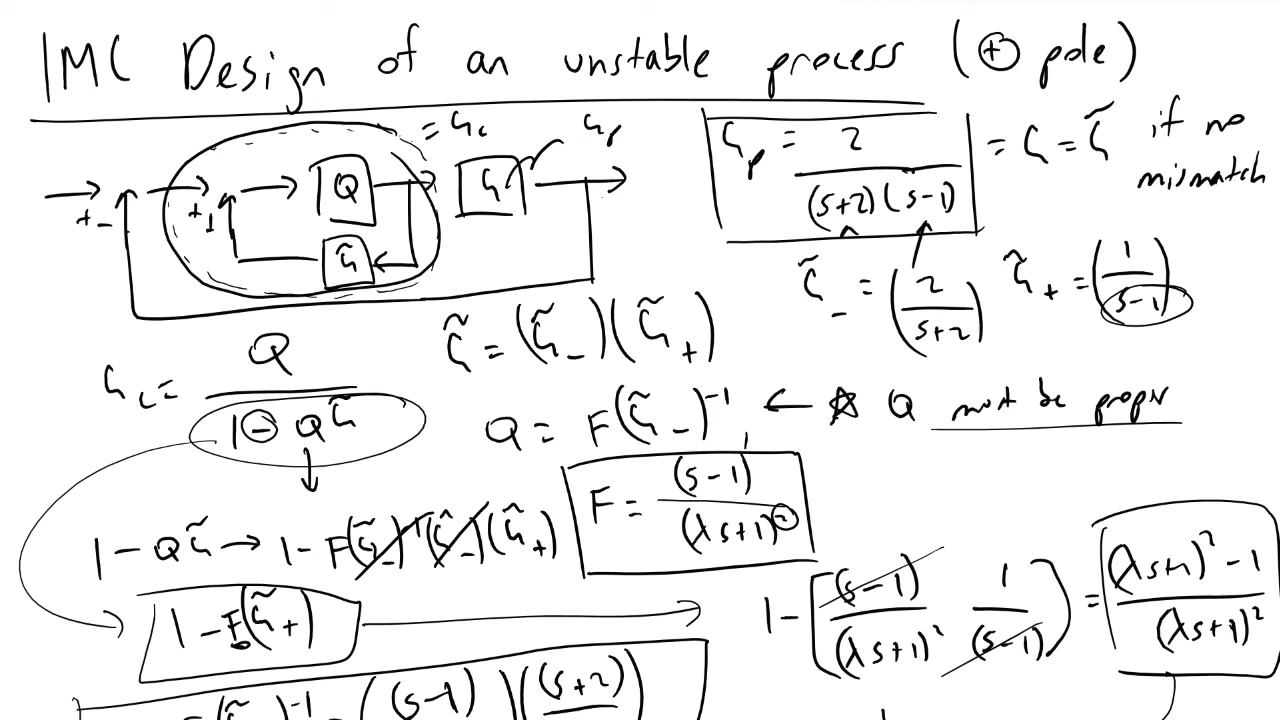 IMC Design of an unstable process (⊕ pole)
= G_c G_p
+ - + + Q G
G̃
G_p = 2 / (s+2)(s-1) = G = G̃ if no mismatch
G̃_- = (2 / s+2) G̃_+ = (1 / s-1)
G̃ = (G̃_-)(G̃_+)
G_c = Q / 1 ⊖ QG̃
Q = F(G̃_-)^-1 ← ☆ Q must be proper
F = (s-1) / (λs+1)^②
1 - QG̃ → 1 - F(G̃_-)^-1(G̃_-)(G̃_+)
1 - F(G̃_+) → 1 - [(s-1) / (λs+1)^2 1 / (s-1)] = (λs+1)^2 - 1 / (λs+1)^2
(s-1) (s+2)